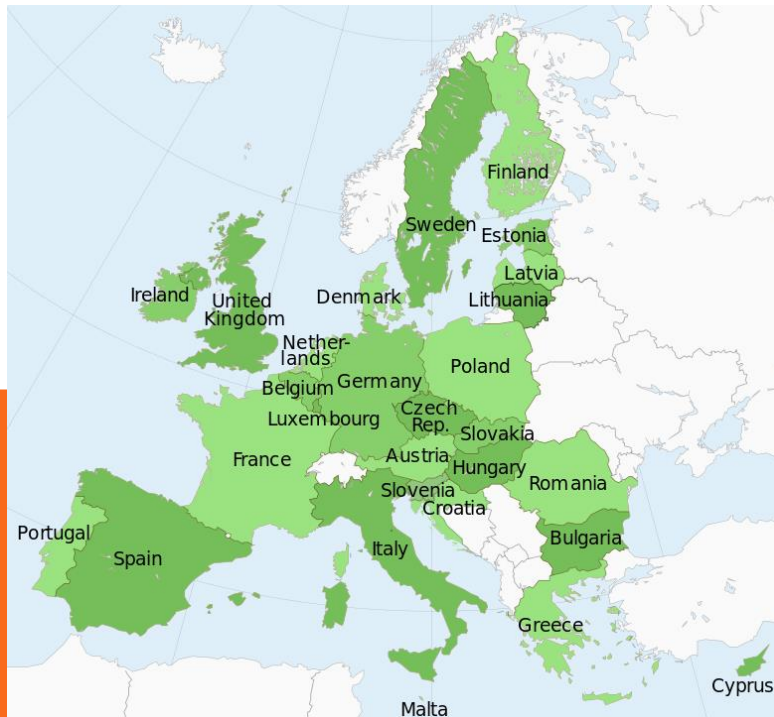 Finland
Sweden
Estonia
Latvia
Lithuania
Ireland
United
Kingdom
Denmark
Nether-
lands
Belgium
Luxembourg
Germany
Poland
Czech
Rep.
Slovakia
France
Austria
Hungary
Romania
Slovenia
Croatia
Portugal
Spain
Italy
Bulgaria
Greece
Malta
Cyprus